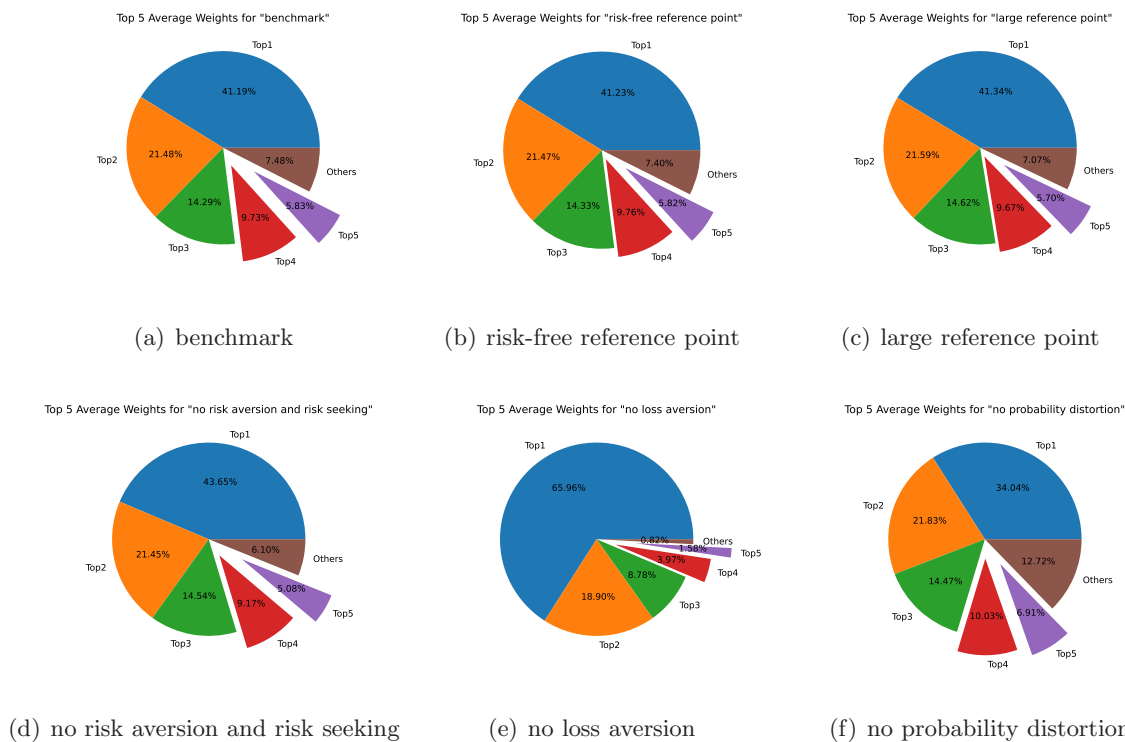 Top 5 Average Weights for "benchmark"
Top1
41.19%
Top2
21.48%
Top3
14.29%
Top4
9.73%
Top5
5.83%
Others
7.48%
(a) benchmark
Top 5 Average Weights for "risk-free reference point"
Top1
41.23%
Top2
21.47%
Top3
14.33%
Top4
9.76%
Top5
5.82%
Others
7.40%
(b) risk-free reference point
Top 5 Average Weights for "large reference point"
Top1
41.34%
Top2
21.59%
Top3
14.62%
Top4
9.67%
Top5
5.70%
Others
7.07%
(c) large reference point
Top 5 Average Weights for "no risk aversion and risk seeking"
Top1
43.65%
Top2
21.45%
Top3
14.54%
Top4
9.17%
Top5
5.08%
Others
6.10%
(d) no risk aversion and risk seeking
Top 5 Average Weights for "no loss aversion"
Top1
65.96%
Top2
18.90%
Top3
8.78%
Top4
3.97%
Top5
1.58%
Others
0.82%
(e) no loss aversion
Top 5 Average Weights for "no probability distortion"
Top1
34.04%
Top2
21.83%
Top3
14.47%
Top4
10.03%
Top5
6.91%
Others
12.72%
(f) no probability distortion